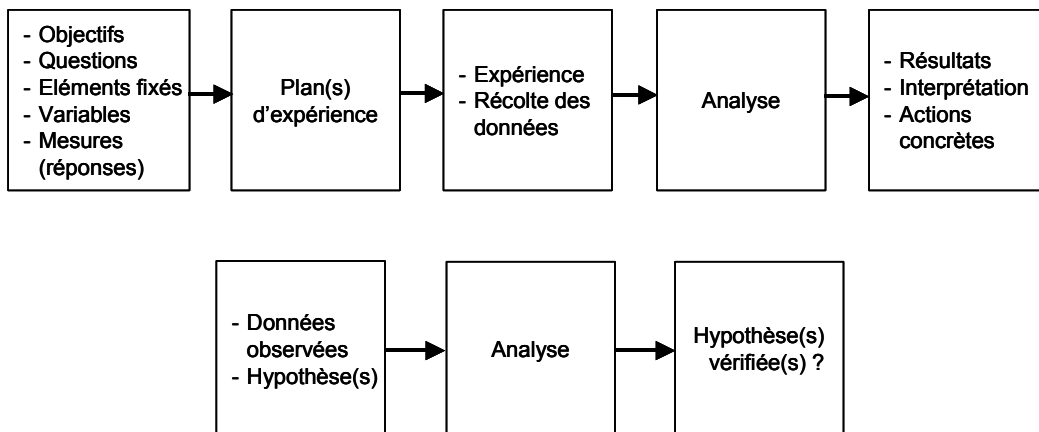 - Objectifs
- Questions
- Eléments fixés
- Variables
- Mesures
(réponses)
Plan(s)
d'expérience
- Expérience
- Récolte des
données
Analyse
- Résultats
- Interprétation
- Actions
concrètes
- Données
observées
- Hypothèse(s)
Analyse
Hypothèse(s)
vérifiée(s) ?